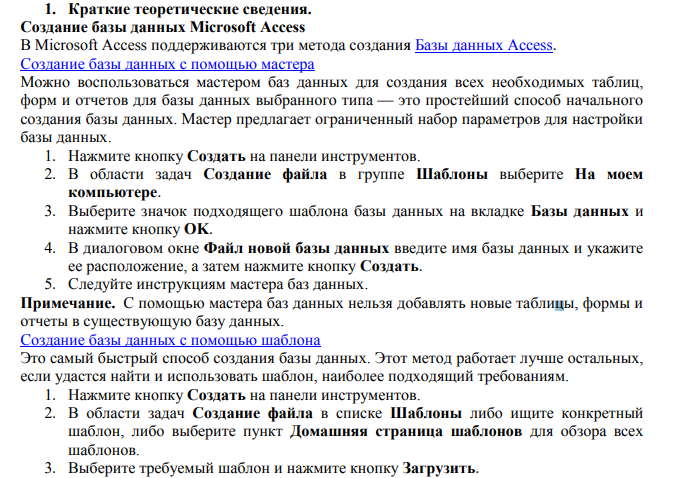 1. Краткие теоретические сведения.
Создание базы данных Microsoft Access
В Microsoft Access поддерживаются три метода создания Базы данных Access.
Создание базы данных с помощью мастера
Можно воспользоваться мастером баз данных для создания всех необходимых таблиц,
форм и отчетов для базы данных выбранного типа — это простейший способ начального
создания базы данных. Мастер предлагает ограниченный набор параметров для настройки
базы данных.
1. Нажмите кнопку Создать на панели инструментов.
2. В области задач Создание файла в группе Шаблоны выберите На моем
компьютере.
3. Выберите значок подходящего шаблона базы данных на вкладке Базы данных и
нажмите кнопку OK.
4. В диалоговом окне Файл новой базы данных введите имя базы данных и укажите
ее расположение, а затем нажмите кнопку Создать.
5. Следуйте инструкциям мастера баз данных.
Примечание. С помощью мастера баз данных нельзя добавлять новые таблицы, формы и
отчеты в существующую базу данных.
Создание базы данных с помощью шаблона
Это самый быстрый способ создания базы данных. Этот метод работает лучше остальных,
если удастся найти и использовать шаблон, наиболее подходящий требованиям.
1. Нажмите кнопку Создать на панели инструментов.
2. В области задач Создание файла в списке Шаблоны либо ищите конкретный
шаблон, либо выберите пункт Домашняя страница шаблонов для обзора всех
шаблонов.
3. Выберите требуемый шаблон и нажмите кнопку Загрузить.